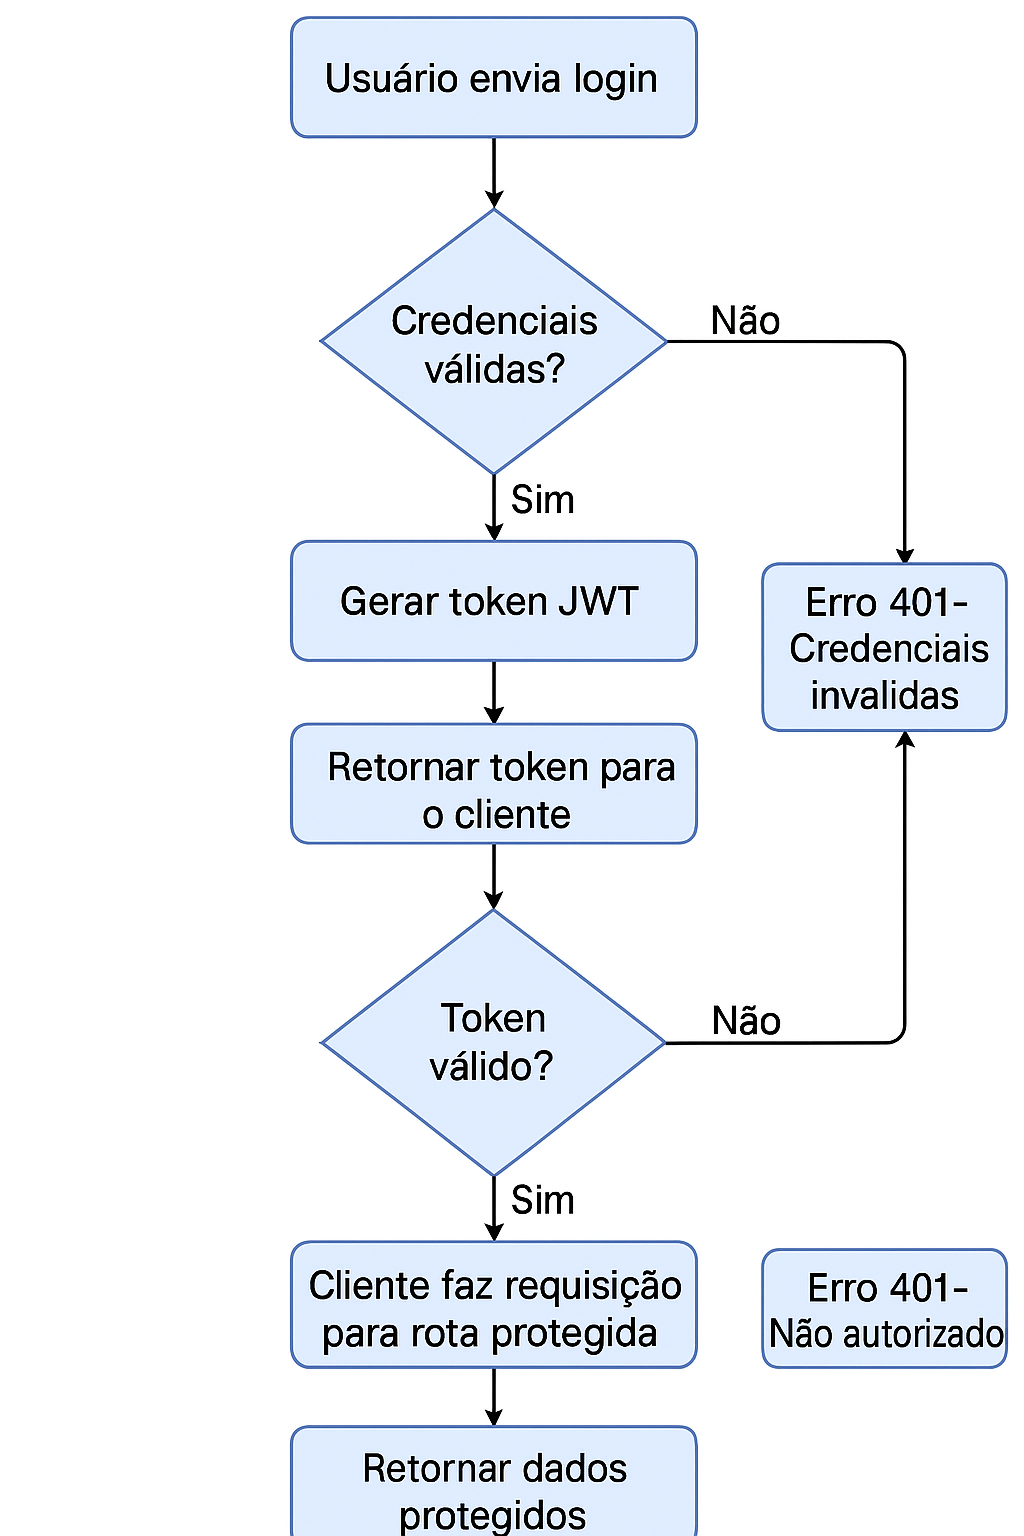 Usuário envia login
Credenciais
válidas?
Não
Sim
Gerar token JWT
Erro 401-
Credenciais
invalidas
Retornar token para
o cliente
Token
válido?
Não
Sim
Cliente faz requisição
para rota protegida
Erro 401-
Não autorizado
Retornar dados
protegidos